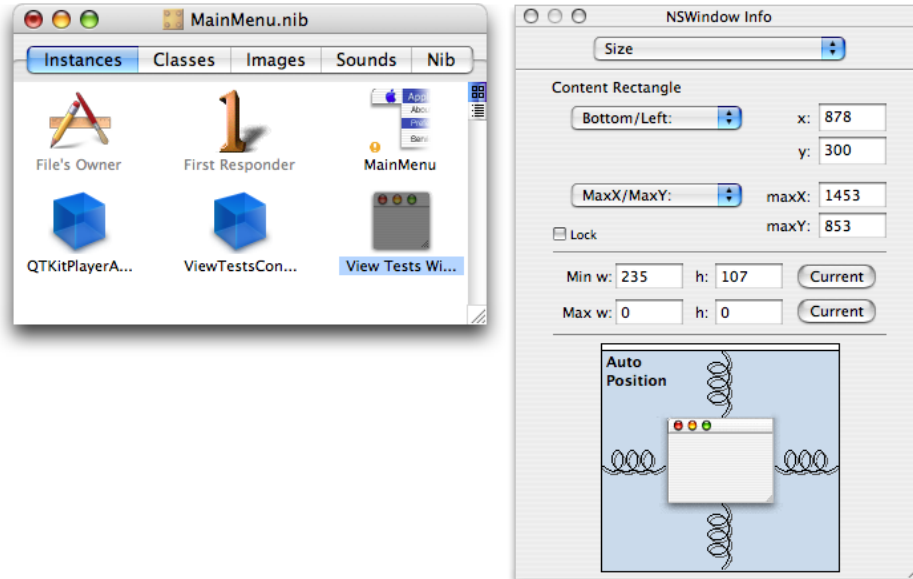 MainMenu.nib
Instances Classes Images Sounds Nib
File's Owner First Responder MainMenu
QTKitPlayerA... ViewTestsCon... View Tests Wi...
NSWindow Info
Size
Content Rectangle
Bottom/Left: x: 878
y: 300
MaxX/MaxY: maxX: 1453
Lock maxY: 853
Min w: 235 h: 107 Current
Max w: 0 h: 0 Current
Auto
Position